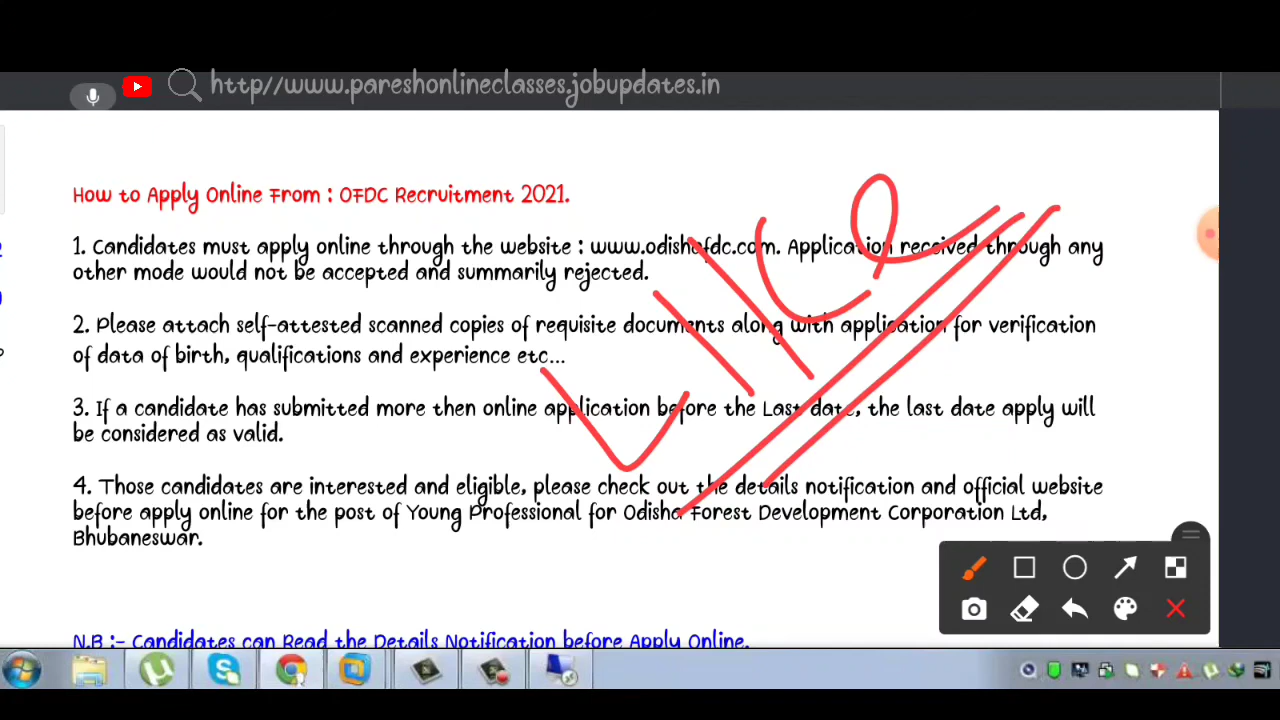 http//www.pareshonlineclasses.jobupdates.in
How to Apply Online From : OFDC Recruitment 2021.
1. Candidates must apply online through the website : www.odishafdc.com. Application received through any
other mode would not be accepted and summarily rejected.
2. Please attach self-attested scanned copies of requisite documents along with application for verification
of data of birth, qualifications and experience etc...
3. If a candidate has submitted more then online application before the Last date, the last date apply will
be considered as valid.
4. Those candidates are interested and eligible, please check out the details notification and official website
before apply online for the post of Young Professional for Odisha Forest Development Corporation Ltd,
Bhubaneswar.
N.B :- Candidates can Read the Details Notification before Apply Online.